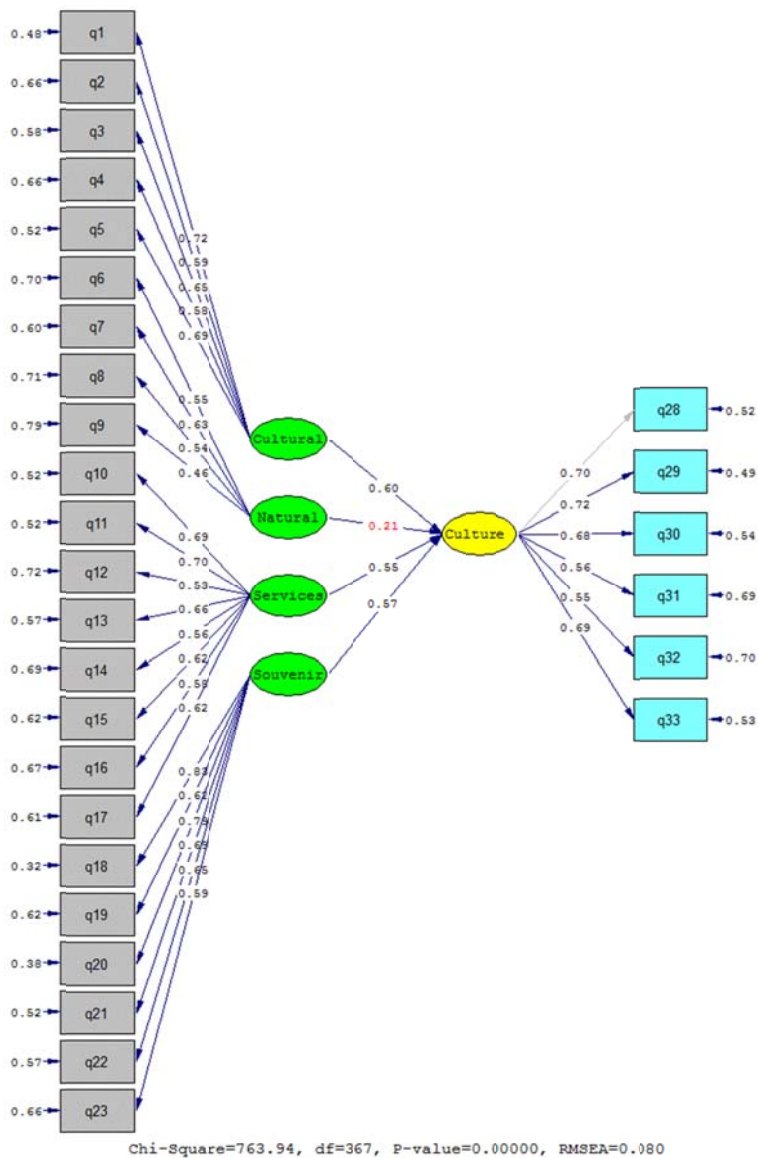 0.48 q1
0.66 q2
0.58 q3
0.66 q4
0.52 q5
0.70 q6
0.60 q7
0.71 q8
0.79 q9
0.52 q10
0.52 q11
0.72 q12
0.57 q13
0.69 q14
0.62 q15
0.67 q16
0.61 q17
0.32 q18
0.62 q19
0.38 q20
0.52 q21
0.57 q22
0.66 q23
0.72
0.59
0.65
0.58
0.69
0.55
0.63
0.54
0.46
0.69
0.70
0.53
0.66
0.56
0.62
0.58
0.62
0.83
0.62
0.79
0.69
0.65
0.59
Cultural
Natural
Services
Souvenir
0.60
0.21
0.55
0.57
Culture
0.70
0.72
0.68
0.56
0.55
0.69
q28 0.52
q29 0.49
q30 0.54
q31 0.69
q32 0.70
q33 0.53
Chi-Square=763.94, df=367, P-value=0.00000, RMSEA=0.080